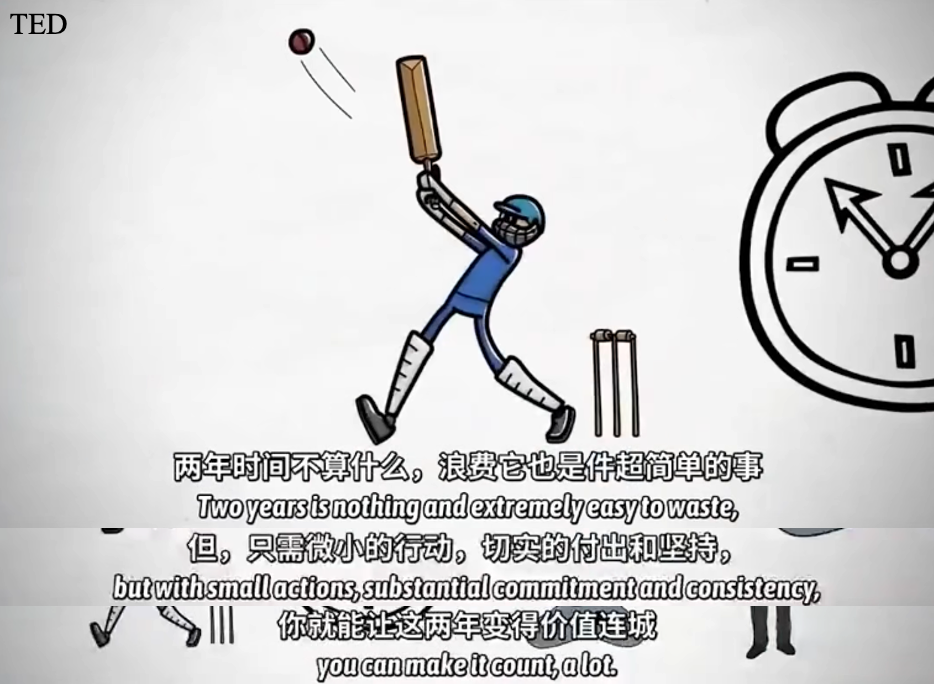 TED
两年时间不算什么，浪费它也是件超简单的事
Two years is nothing and extremely easy to waste,
但，只需微小的行动，切实的付出和坚持，
but with small actions, substantial commitment and consistency,
你就能让这两年变得价值连城
you can make it count, a lot.